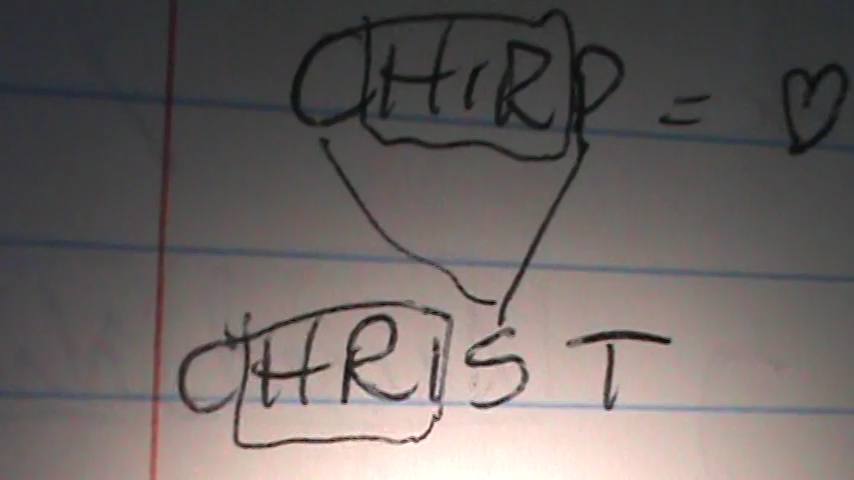 CHIRP = ♡
CHRIST